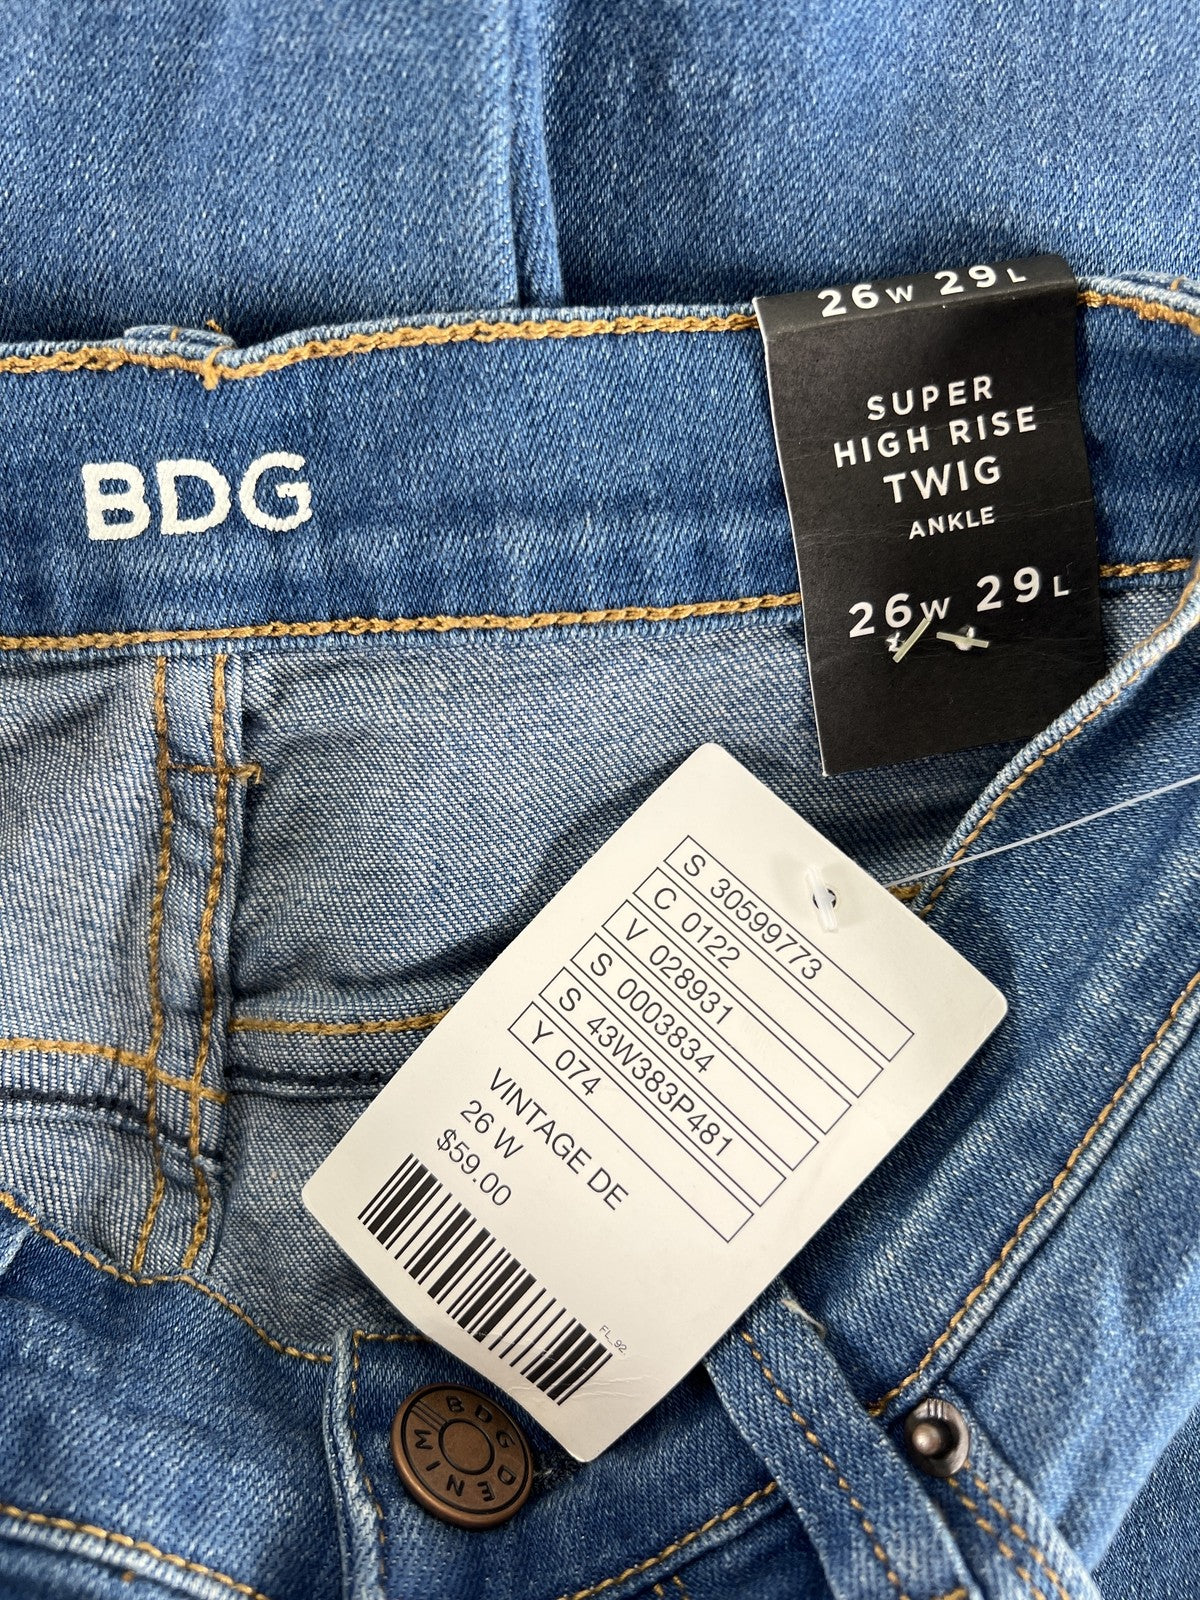 26W 29L
SUPER
HIGH RISE
TWIG
ANKLE
26W 29L
BDG
S 30599773
C 0122
V 028931
S 0003834
S 43W383P481
Y 074
VINTAGE DE
26 W
$59.00
FL_92
BDG DENIM